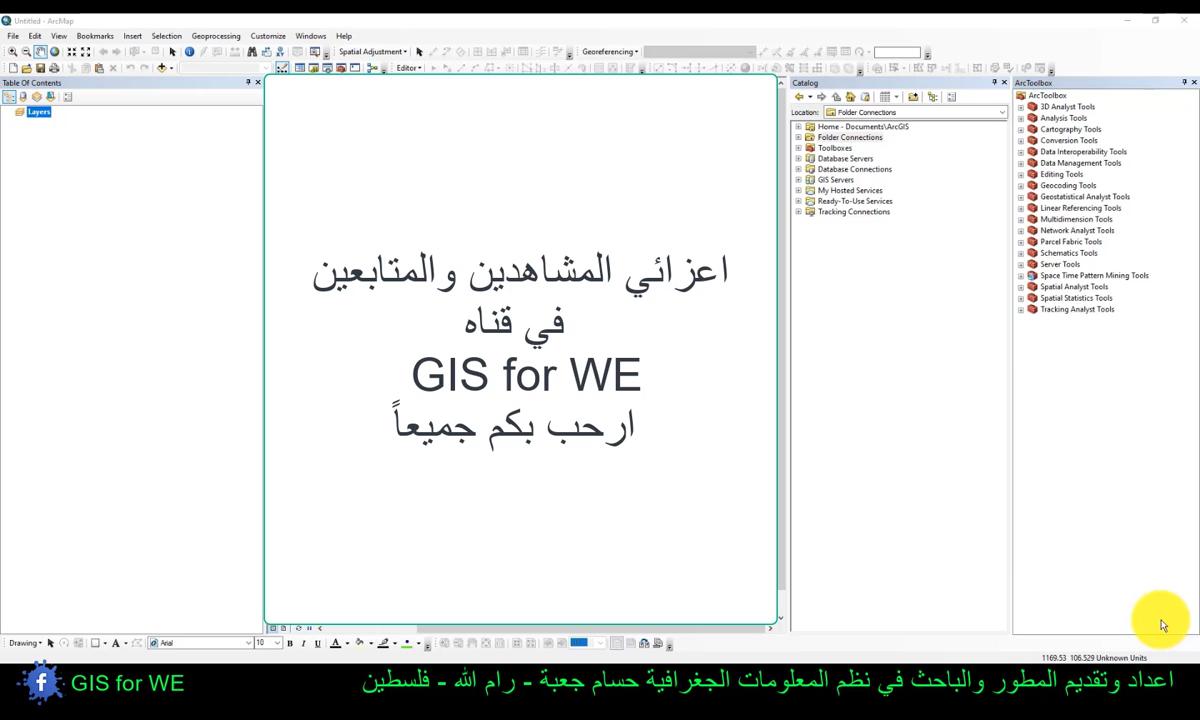 Untitled - ArcMap
File Edit View Bookmarks Insert Selection Geoprocessing Customize Windows Help
Spatial Adjustment
Georeferencing
Editor
Table Of Contents
Layers
اعزائي المشاهدين والمتابعين
في قناه
GIS for WE
ارحب بكم جميعاً
Catalog
Location: Folder Connections
Home - Documents\ArcGIS
Folder Connections
Toolboxes
Database Servers
Database Connections
GIS Servers
My Hosted Services
Ready-To-Use Services
Tracking Connections
ArcToolbox
ArcToolbox
3D Analyst Tools
Analysis Tools
Cartography Tools
Conversion Tools
Data Interoperability Tools
Data Management Tools
Editing Tools
Geocoding Tools
Geostatistical Analyst Tools
Linear Referencing Tools
Multidimension Tools
Network Analyst Tools
Parcel Fabric Tools
Schematics Tools
Server Tools
Space Time Pattern Mining Tools
Spatial Analyst Tools
Spatial Statistics Tools
Tracking Analyst Tools
Drawing
Arial
10
B I U A
1169.53 106.529 Unknown Units
GIS for WE
اعداد وتقديم المطور والباحث في نظم المعلومات الجغرافية حسام جعبة - رام الله - فلسطين